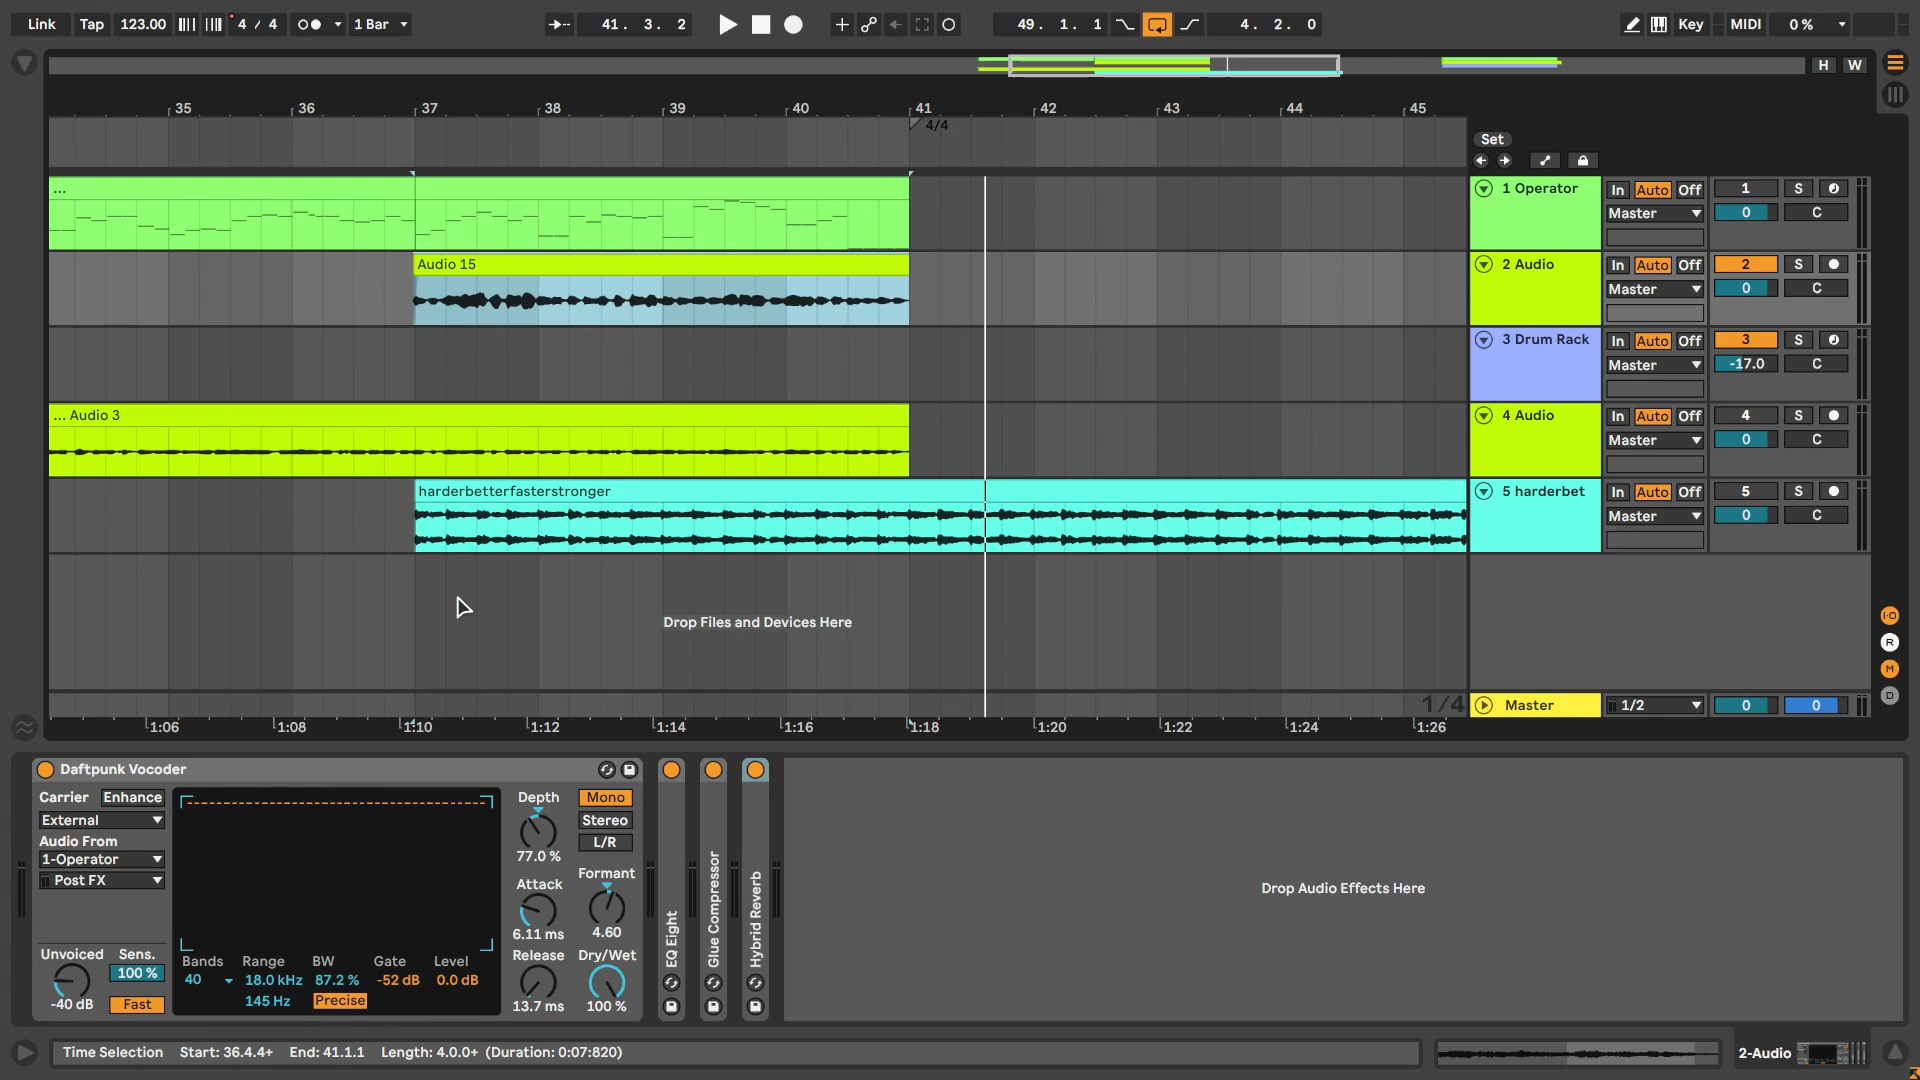 Link Tap 123.00 4 / 4 1 Bar 41. 3. 2 49. 1. 1 4. 2. 0 Key MIDI 0 %
H W
35 36 37 38 39 40 41 42 43 44 45
4/4
Set
... 1 Operator In Auto Off 1 S
Master 0 C
Audio 15 2 Audio In Auto Off 2 S
Master 0 C
3 Drum Rack In Auto Off 3 S
Master -17.0 C
... Audio 3 4 Audio In Auto Off 4 S
Master 0 C
harderbetterfasterstronger 5 harderbet In Auto Off 5 S
Master 0 C
Drop Files and Devices Here
I·O
R
M
D
1/4 Master 1/2 0 0
1:06 1:08 1:10 1:12 1:14 1:16 1:18 1:20 1:22 1:24 1:26
Daftpunk Vocoder
Carrier Enhance
External
Audio From
1-Operator
Post FX
Unvoiced Sens.
100 %
-40 dB Fast
Bands Range BW Gate Level
40 18.0 kHz 87.2 % -52 dB 0.0 dB
145 Hz Precise
Depth Mono
Stereo
L/R
77.0 %
Attack Formant
6.11 ms 4.60
Release Dry/Wet
13.7 ms 100 %
EQ Eight
Glue Compressor
Hybrid Reverb
Drop Audio Effects Here
Time Selection Start: 36.4.4+ End: 41.1.1 Length: 4.0.0+ (Duration: 0:07:820)
2-Audio